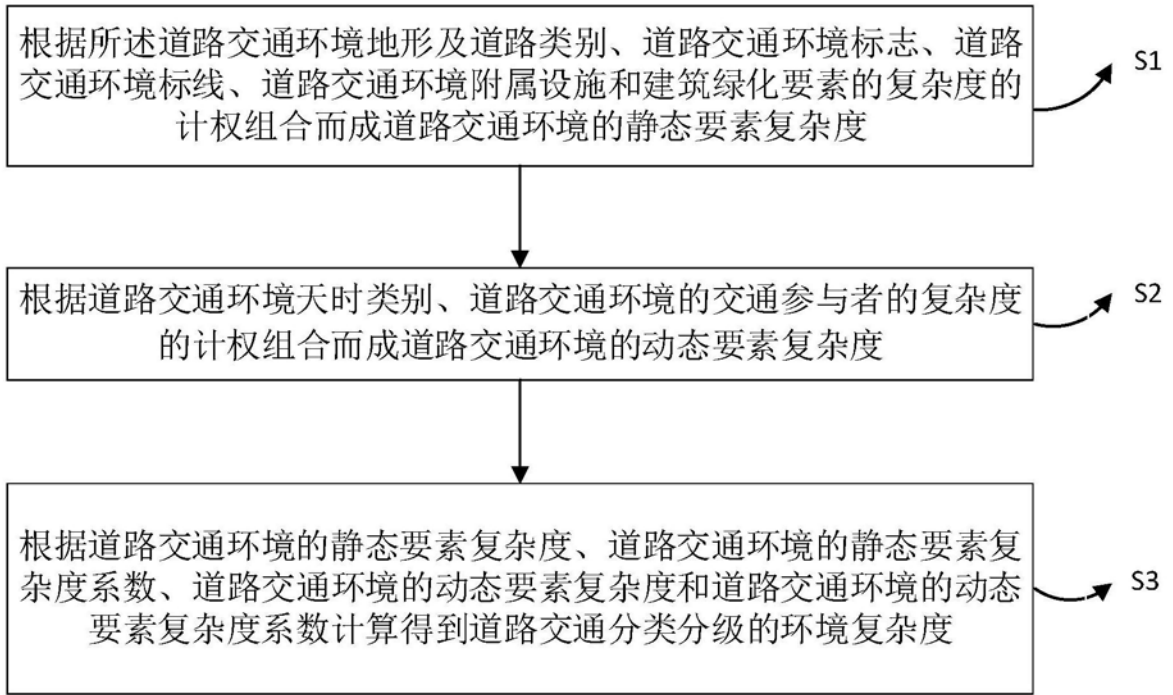 根据所述道路交通环境地形及道路类别、道路交通环境标志、道路
交通环境标线、道路交通环境附属设施和建筑绿化要素的复杂度的
计权组合而成道路交通环境的静态要素复杂度
S1
根据道路交通环境天时类别、道路交通环境的交通参与者的复杂度
的计权组合而成道路交通环境的动态要素复杂度
S2
根据道路交通环境的静态要素复杂度、道路交通环境的静态要素复
杂度系数、道路交通环境的动态要素复杂度和道路交通环境的动态
要素复杂度系数计算得到道路交通分类分级的环境复杂度
S3